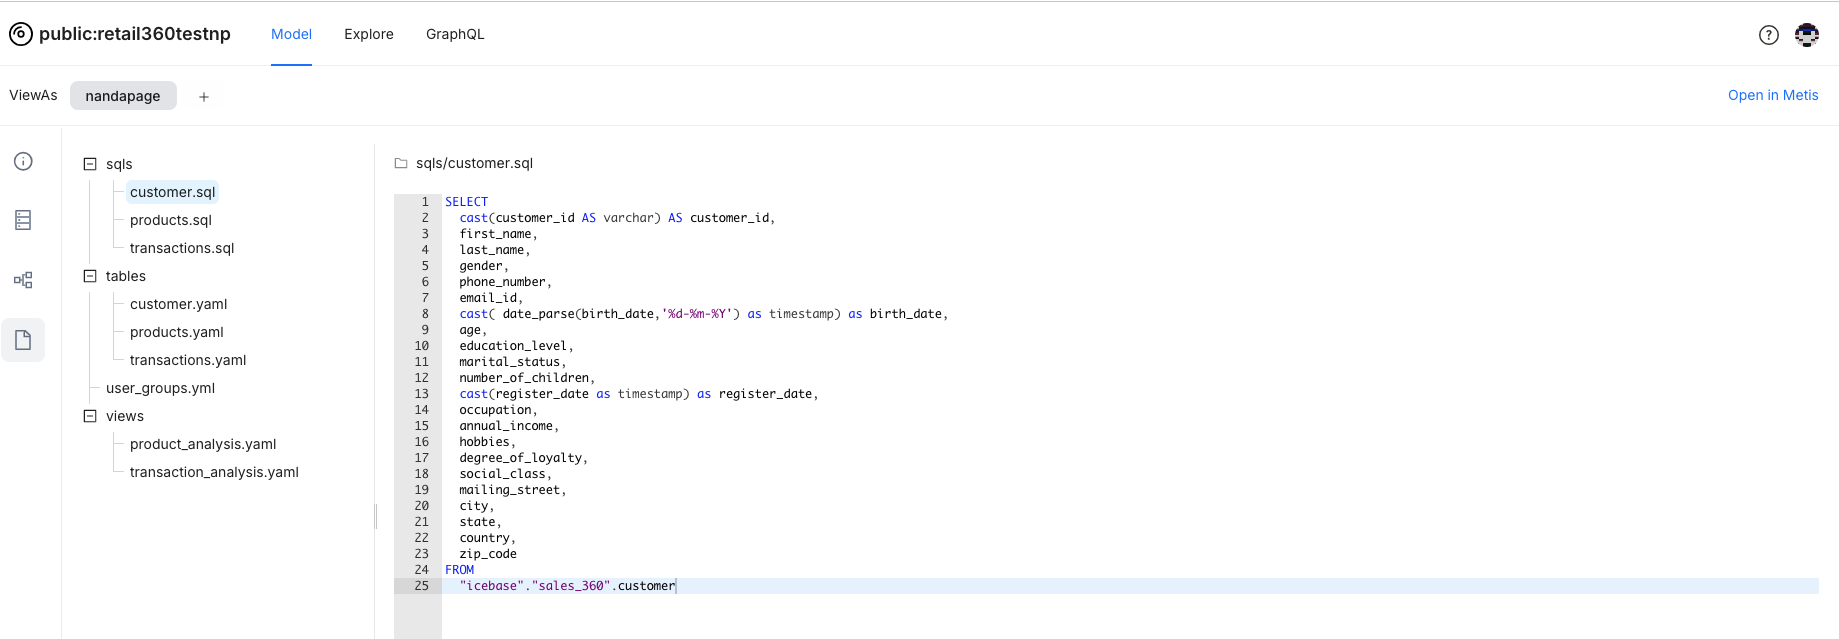 public:retail360testnp Model Explore GraphQL
ViewAs nandapage + Open in Metis
sqls
customer.sql
products.sql
transactions.sql
tables
customer.yaml
products.yaml
transactions.yaml
user_groups.yml
views
product_analysis.yaml
transaction_analysis.yaml
sqls/customer.sql
1 SELECT
2 cast(customer_id AS varchar) AS customer_id,
3 first_name,
4 last_name,
5 gender,
6 phone_number,
7 email_id,
8 cast( date_parse(birth_date,'%d-%m-%Y') as timestamp) as birth_date,
9 age,
10 education_level,
11 marital_status,
12 number_of_children,
13 cast(register_date as timestamp) as register_date,
14 occupation,
15 annual_income,
16 hobbies,
17 degree_of_loyalty,
18 social_class,
19 mailing_street,
20 city,
21 state,
22 country,
23 zip_code
24 FROM
25 "icebase"."sales_360".customer